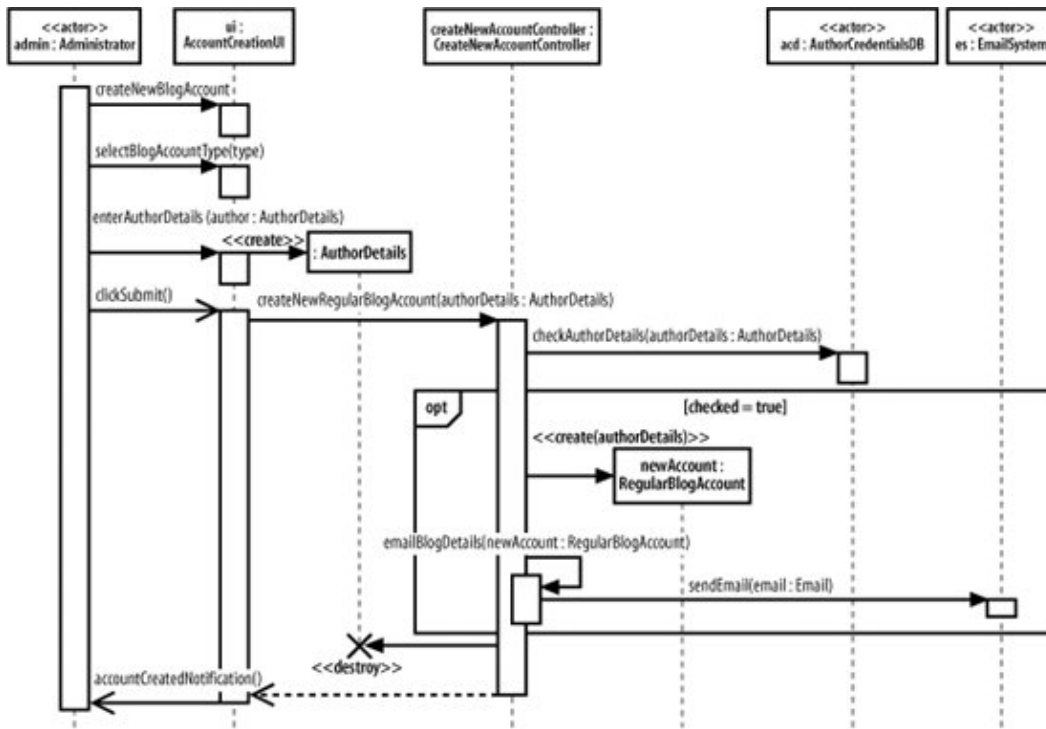 <<actor>>
admin : Administrator
ui :
AccountCreationUI
createNewAccountController :
CreateNewAccountController
<<actor>>
acd : AuthorCredentialsDB
<<actor>>
es : EmailSystem
createNewBlogAccount
selectBlogAccountType(type)
enterAuthorDetails (author : AuthorDetails)
<<create>>
: AuthorDetails
clickSubmit()
createNewRegularBlogAccount(authorDetails : AuthorDetails)
checkAuthorDetails(authorDetails : AuthorDetails)
opt
[checked = true]
<<create(authorDetails)>>
newAccount :
RegularBlogAccount
emailBlogDetails(newAccount : RegularBlogAccount)
sendEmail(email : Email)
<<destroy>>
accountCreatedNotification()